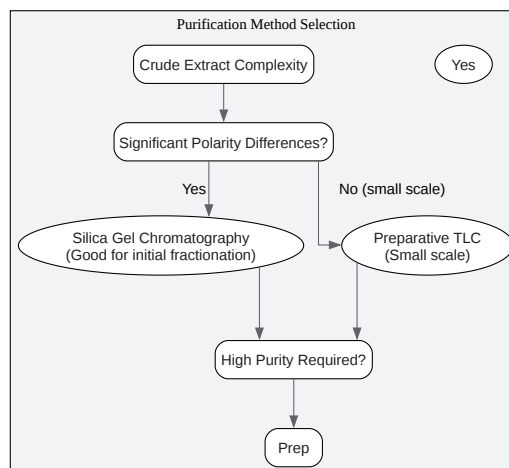 Purification Method Selection
Crude Extract Complexity
Yes
Significant Polarity Differences?
Yes
No (small scale)
Silica Gel Chromatography
(Good for initial fractionation)
Preparative TLC
(Small scale)
High Purity Required?
Prep